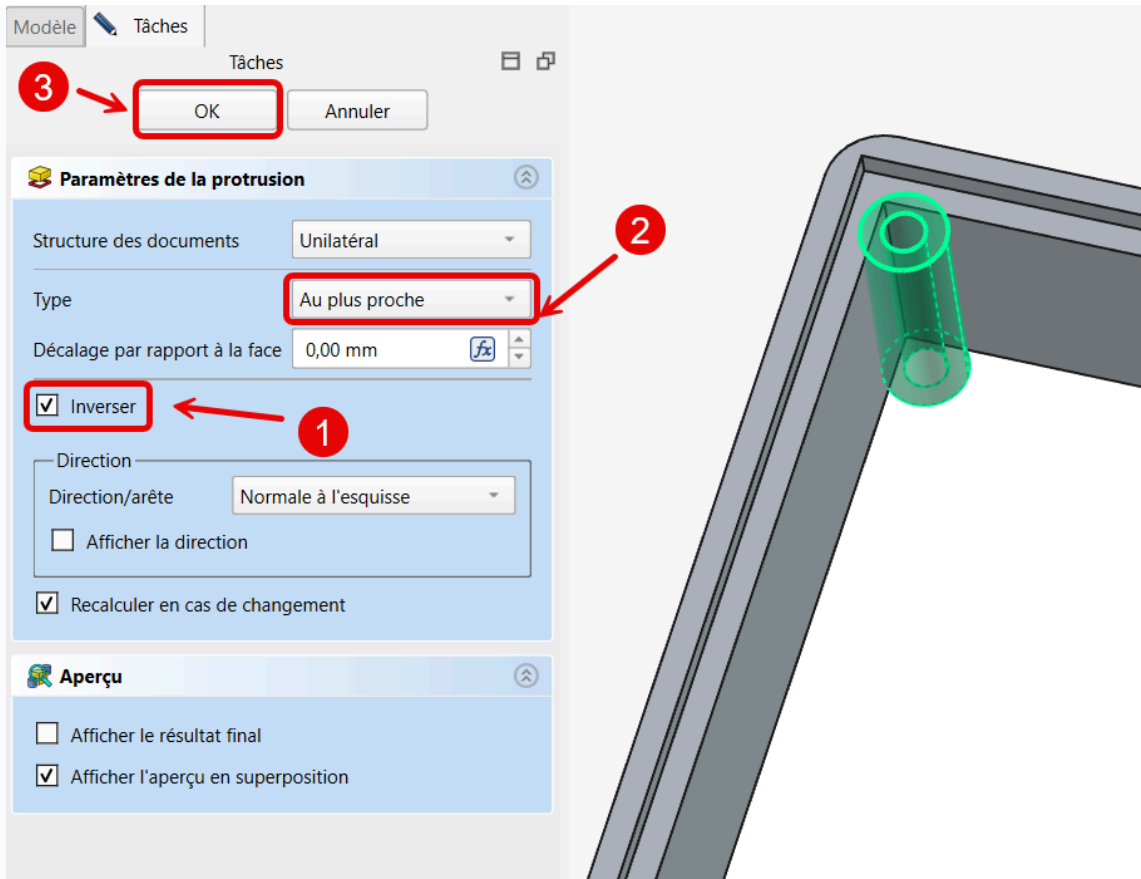 Modèle Tâches
Tâches
3
OK Annuler
Paramètres de la protrusion
2
Structure des documents Unilatéral
Type Au plus proche
Décalage par rapport à la face 0,00 mm fx
Inverser
1
Direction
Direction/arête Normale à l'esquisse
Afficher la direction
Recalculer en cas de changement
Aperçu
Afficher le résultat final
Afficher l'aperçu en superposition